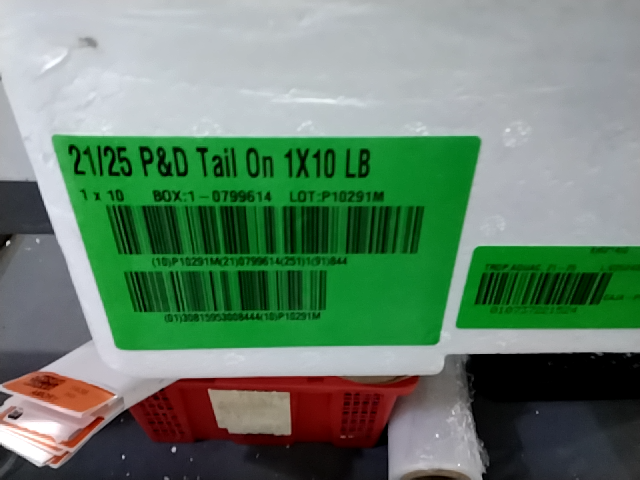 21/25 P&D Tail On 1X10 LB
1 x 10 BOX:1-0799614 LOT:P10291M
(10)P10291M(21)0799614(251)1(91)844
(01)30815953008444(10)P10291M